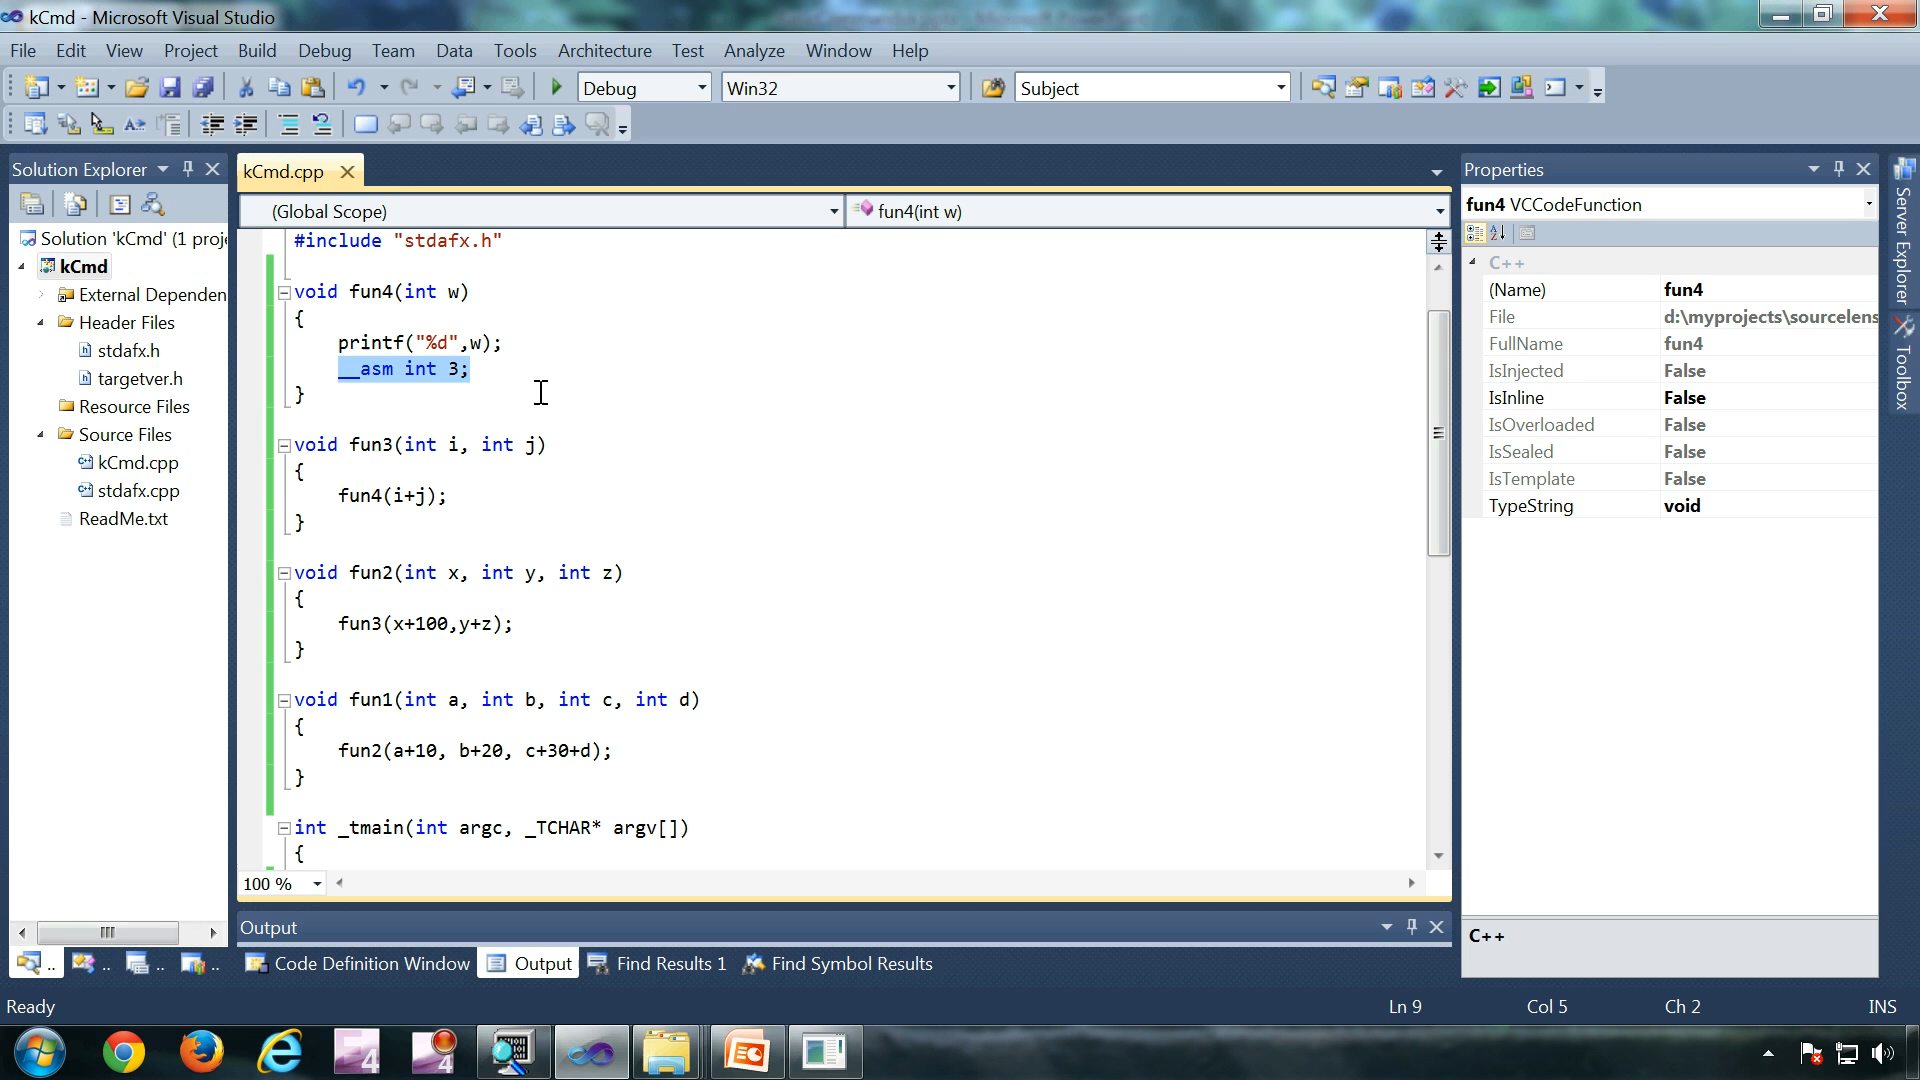 kCmd - Microsoft Visual Studio
File Edit View Project Build Debug Team Data Tools Architecture Test Analyze Window Help
Debug Win32 Subject
Solution Explorer
kCmd.cpp
Properties
(Global Scope) fun4(int w)
fun4 VCCodeFunction
Solution 'kCmd' (1 proje
kCmd
External Dependen
Header Files
stdafx.h
targetver.h
Resource Files
Source Files
kCmd.cpp
stdafx.cpp
ReadMe.txt
#include "stdafx.h"
void fun4(int w)
{
printf("%d",w);
__asm int 3;
}
void fun3(int i, int j)
{
fun4(i+j);
}
void fun2(int x, int y, int z)
{
fun3(x+100,y+z);
}
void fun1(int a, int b, int c, int d)
{
fun2(a+10, b+20, c+30+d);
}
int _tmain(int argc, _TCHAR* argv[])
{
100 %
C++
(Name) fun4
File d:\myprojects\sourcelens
FullName fun4
IsInjected False
IsInline False
IsOverloaded False
IsSealed False
IsTemplate False
TypeString void
C++
Server Explorer
Toolbox
Output
Code Definition Window Output Find Results 1 Find Symbol Results
Ready Ln 9 Col 5 Ch 2 INS